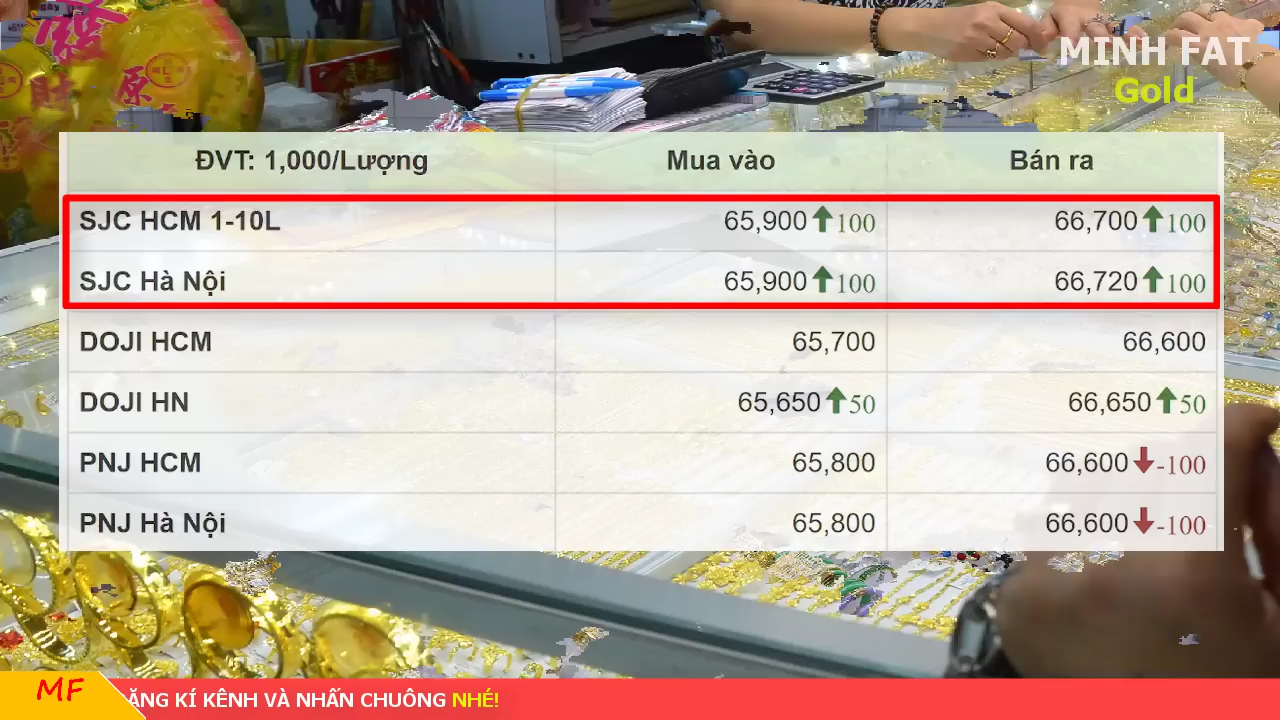 發
原
MINH FAT
Gold
ĐVT: 1,000/Lượng Mua vào Bán ra
SJC HCM 1-10L 65,900 100 66,700 100
SJC Hà Nội 65,900 100 66,720 100
DOJI HCM 65,700 66,600
DOJI HN 65,650 50 66,650 50
PNJ HCM 65,800 66,600 -100
PNJ Hà Nội 65,800 66,600 -100
MF
ĂNG KÍ KÊNH VÀ NHẤN CHUÔNG NHÉ!